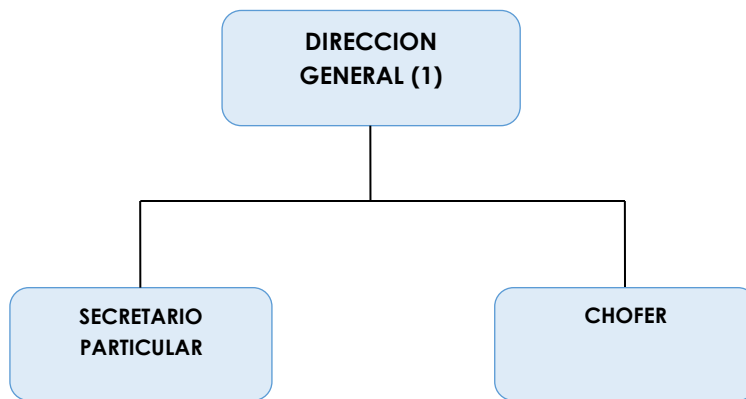 DIRECCION
GENERAL (1)
SECRETARIO
PARTICULAR
CHOFER